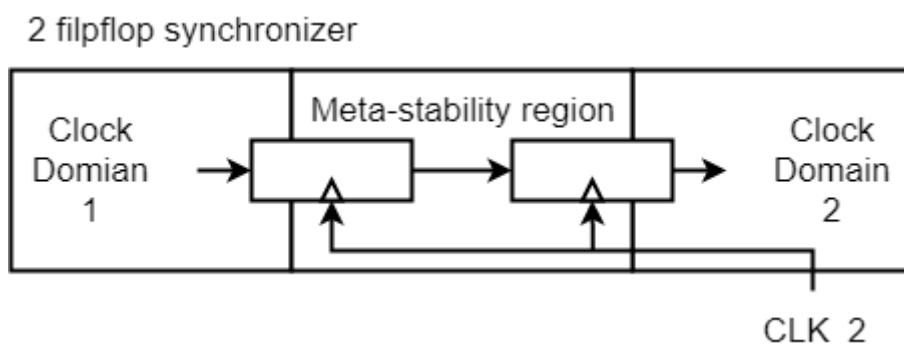 2 filpflop synchronizer
Meta-stability region
Clock
Domian
1
Clock
Domain
2
CLK 2